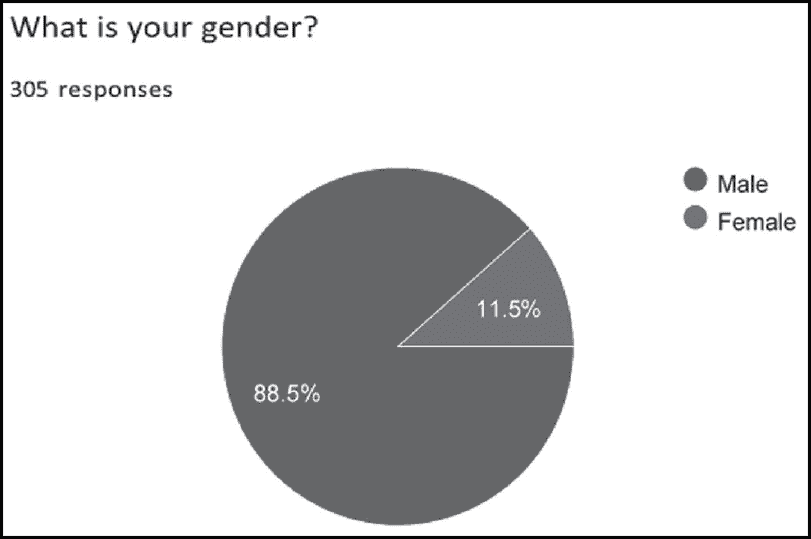 What is your gender?
305 responses
Male
Female
11.5%
88.5%